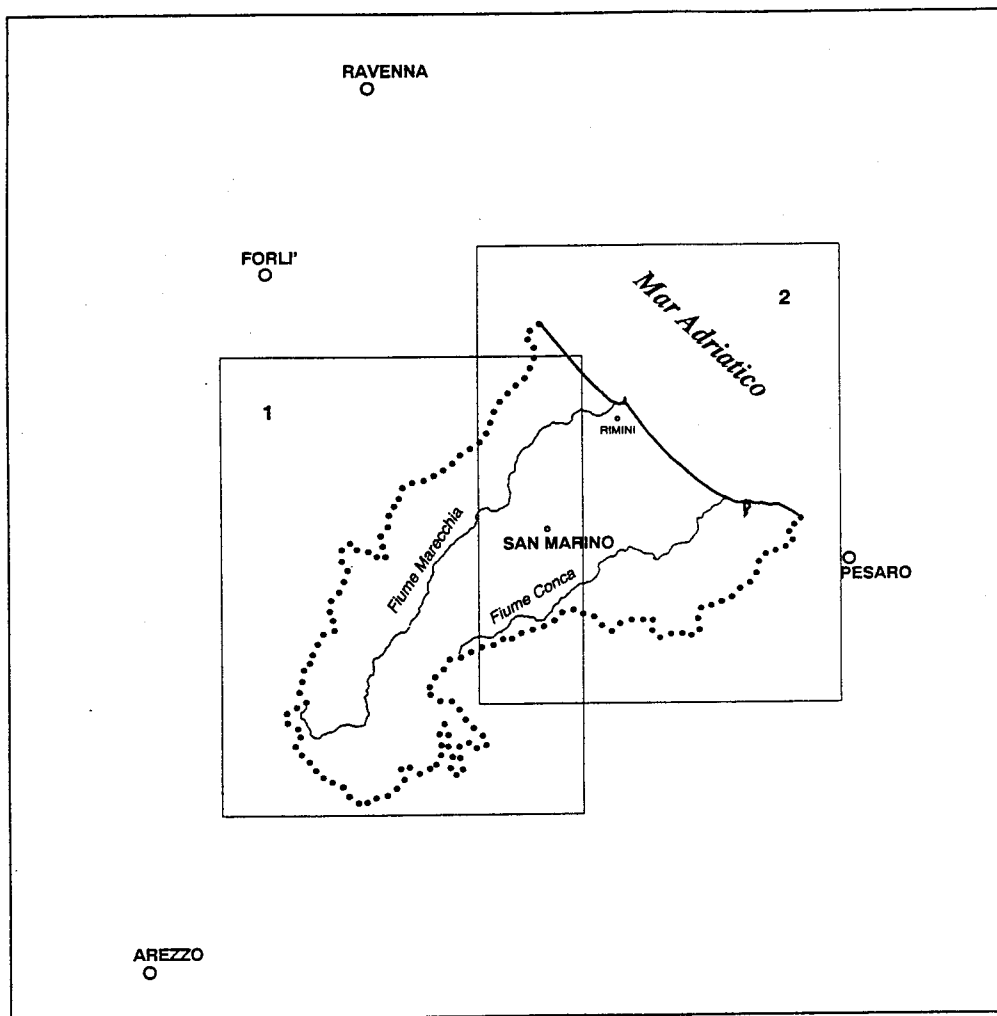 RAVENNA
FORLI'
Mar Adriatico
2
1
RIMINI
Fiume Marecchia
SAN MARINO
PESARO
Fiume Conca
AREZZO